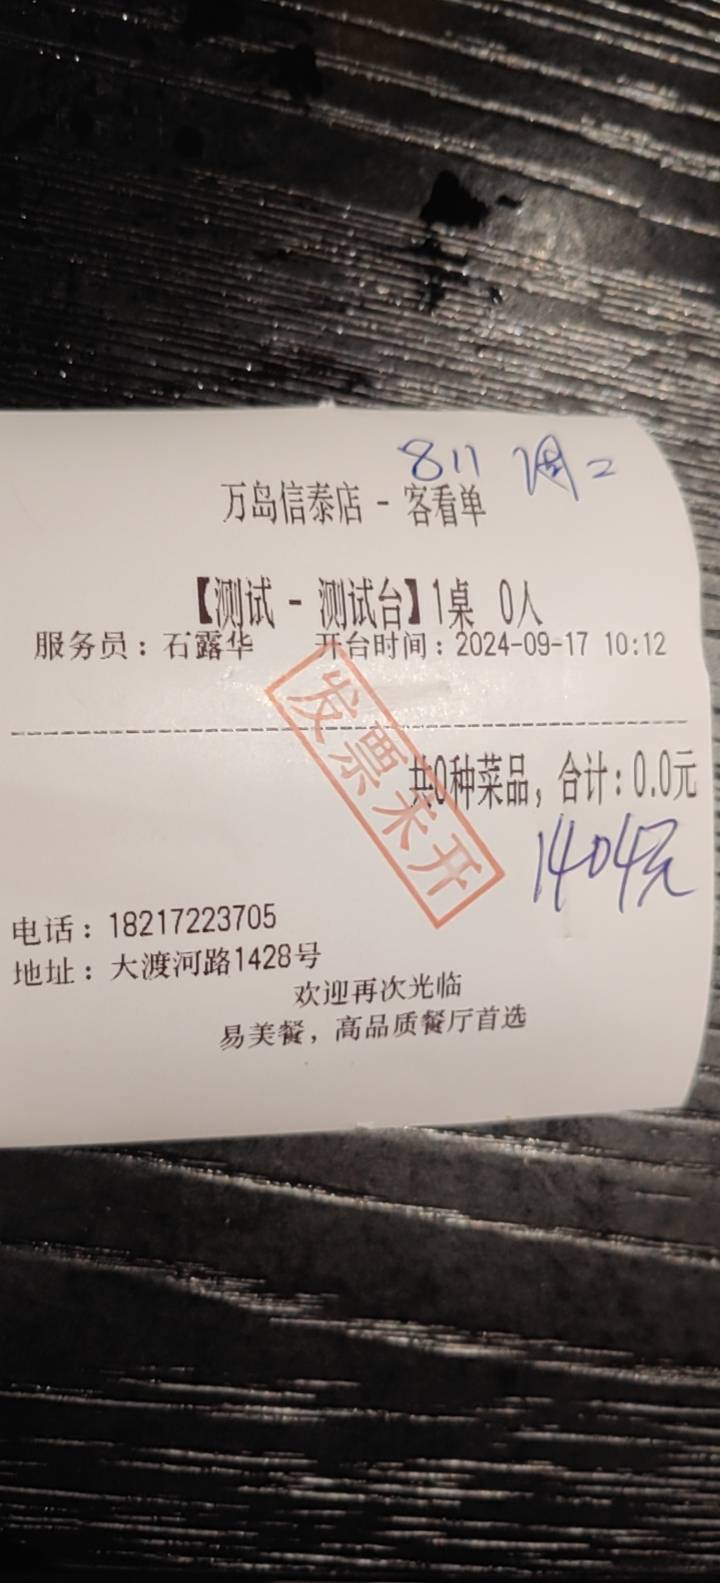 811 周二
万岛信泰店 - 客看单
【测试 - 测试台】1桌 0人
服务员：石露华 开台时间：2024-09-17 10:12
发票未开
共0种菜品，合计：0.0元
1404元
电话：18217223705
地址：大渡河路1428号
欢迎再次光临
易美餐，高品质餐厅首选